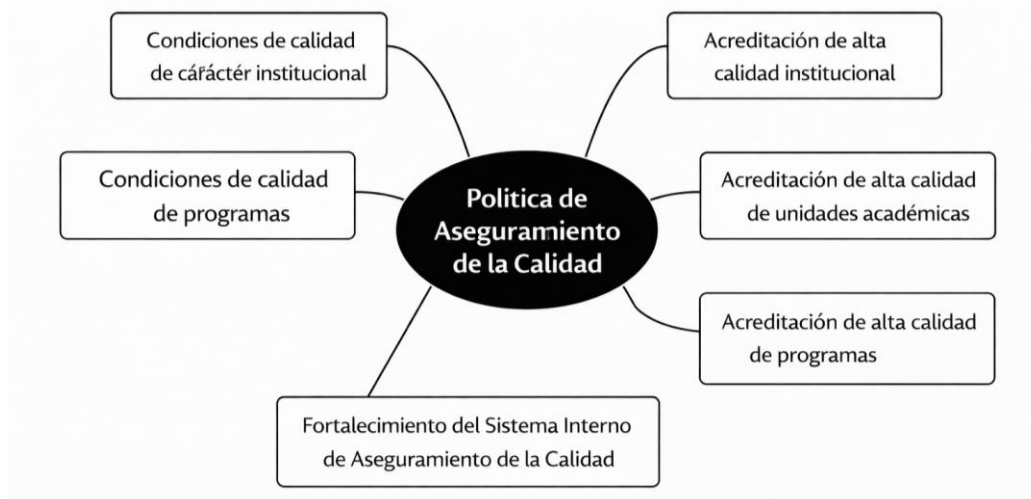 Condiciones de calidad
de cáráctér institucional
Acreditación de alta
calidad institucional
Condiciones de calidad
de programas
Politica de
Aseguramiento
de la Calidad
Acreditación de alta calidad
de unidades académicas
Acreditación de alta calidad
de programas
Fortalecimiento del Sistema Interno
de Aseguramiento de la Calidad